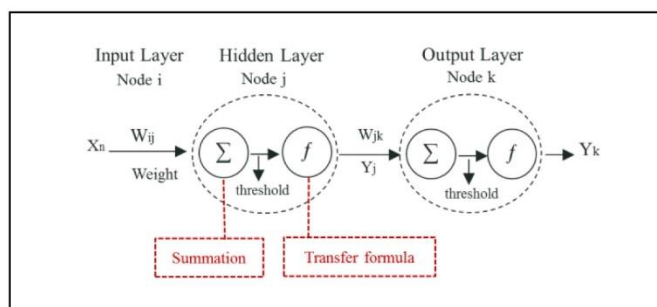 Input Layer
Node i
Hidden Layer
Node j
Output Layer
Node k
Xn
Wij
Weight
Σ
f
threshold
Wjk
Yj
Σ
f
threshold
Yk
Summation
Transfer formula